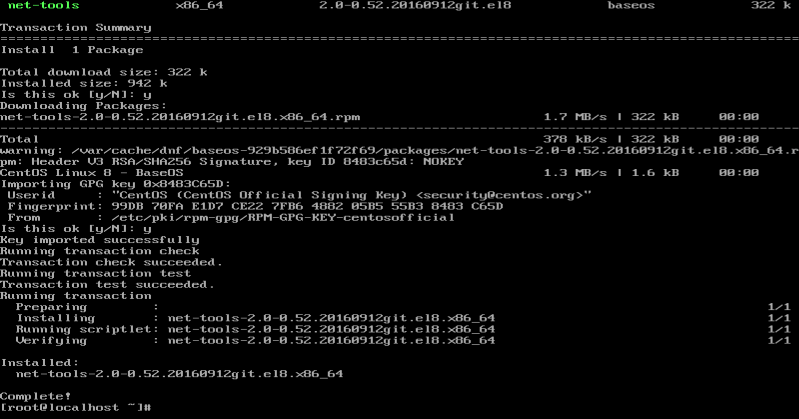 net-tools x86_64 2.0-0.52.20160912git.el8 baseos 322 k
Transaction Summary
================================================================================
Install 1 Package
Total download size: 322 k
Installed size: 942 k
Is this ok [y/N]: y
Downloading Packages:
net-tools-2.0-0.52.20160912git.el8.x86_64.rpm 1.7 MB/s | 322 kB 00:00
--------------------------------------------------------------------------------
Total 378 kB/s | 322 kB 00:00
warning: /var/cache/dnf/baseos-929b586ef1f72f69/packages/net-tools-2.0-0.52.20160912git.el8.x86_64.r
pm: Header V3 RSA/SHA256 Signature, key ID 8483c65d: NOKEY
CentOS Linux 8 - BaseOS 1.3 MB/s | 1.6 kB 00:00
Importing GPG key 0x8483C65D:
Userid : "CentOS (CentOS Official Signing Key) <security@centos.org>"
Fingerprint: 99DB 70FA E1D7 CE22 7FB6 4882 05B5 55B3 8483 C65D
From : /etc/pki/rpm-gpg/RPM-GPG-KEY-centosofficial
Is this ok [y/N]: y
Key imported successfully
Running transaction check
Transaction check succeeded.
Running transaction test
Transaction test succeeded.
Running transaction
Preparing : 1/1
Installing : net-tools-2.0-0.52.20160912git.el8.x86_64 1/1
Running scriptlet: net-tools-2.0-0.52.20160912git.el8.x86_64 1/1
Verifying : net-tools-2.0-0.52.20160912git.el8.x86_64 1/1
Installed:
net-tools-2.0-0.52.20160912git.el8.x86_64
Complete!
[root@localhost ~]#